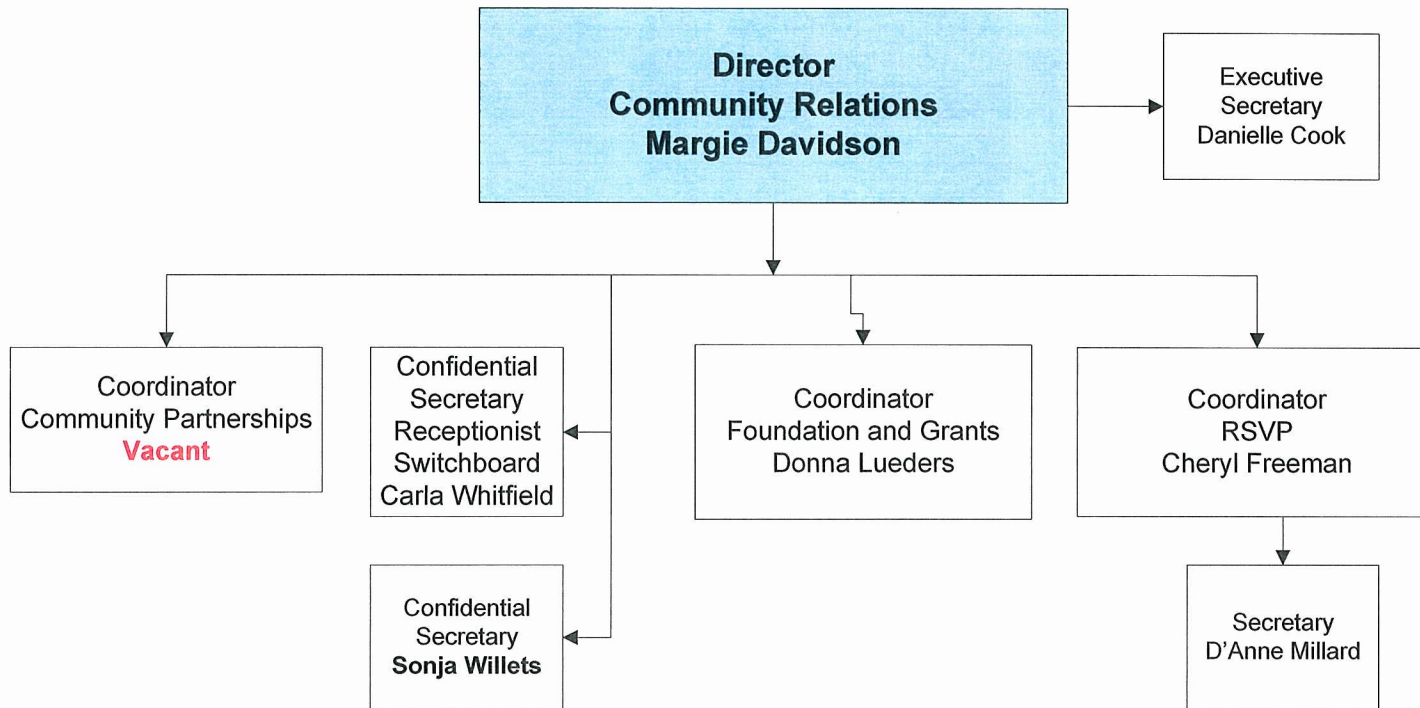 Director
Community Relations
Margie Davidson
Executive
Secretary
Danielle Cook
Coordinator
Community Partnerships
Vacant
Confidential
Secretary
Receptionist
Switchboard
Carla Whitfield
Coordinator
Foundation and Grants
Donna Lueders
Coordinator
RSVP
Cheryl Freeman
Confidential
Secretary
Sonja Willets
Secretary
D'Anne Millard